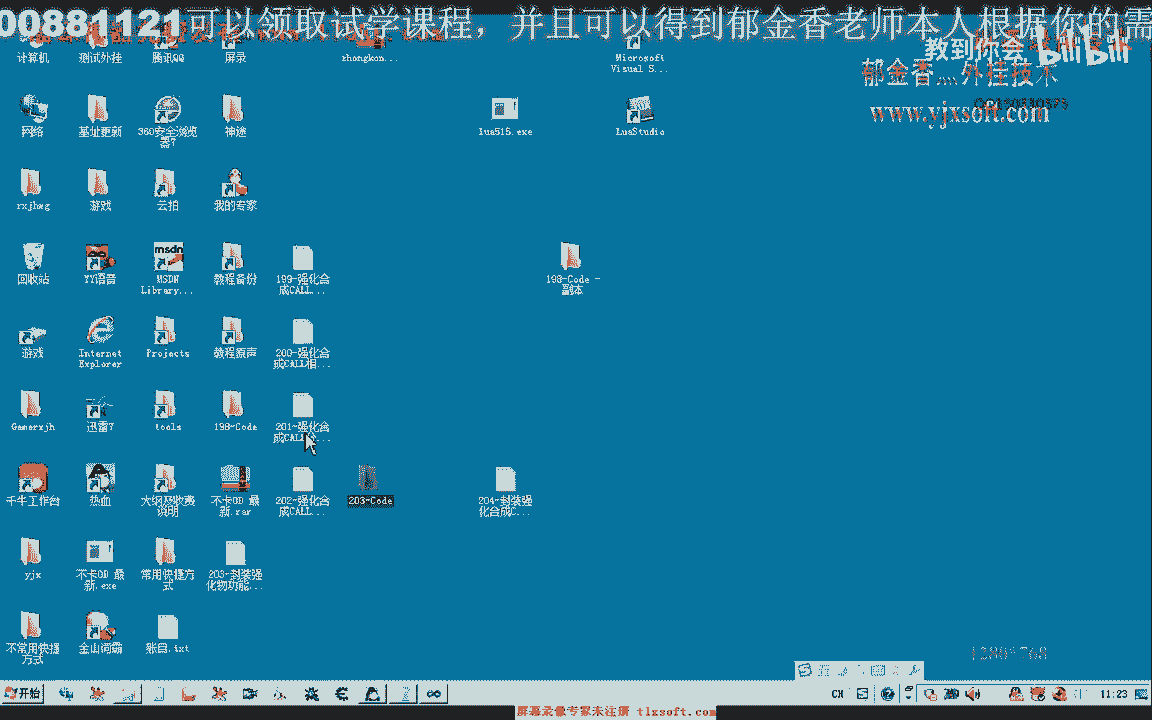 00881121可以领取试学课程，并且可以得到郁金香老师本人根据你的需
教到你会 bilibili
郁金香....外挂技术
www.yjxsoft.com
计算机
测试外挂
腾讯QQ
屏录
zhongkon...
Microsoft
Visual S...
网络
基址更新
360安全浏览
器7
神途
lua515.exe
LuaStudio
rxjhwg
游戏
云拍
我的专家
回收站
YY语音
MSDN
Library...
教程备份
199-强化合
成CALL...
198-Code -
副本
游戏
Internet
Explorer
Projects
教程原声
200-强化合
成CALL相...
Gamerxjh
迅雷7
tools
198-Code
201-强化合
千牛工作台
热血
大纲及收费
说明
不卡OD 最
新.rar
202-强化合
成CALL...
203-Code
204-封装强
化合成C...
yjx
不卡OD 最
新.exe
常用快捷方
式
203-封装强
化物功能...
不常用快捷
方式
金山词霸
账目.txt
1280*768
开始
CH
11:23
屏幕录像专家未注册 tlxsoft.com